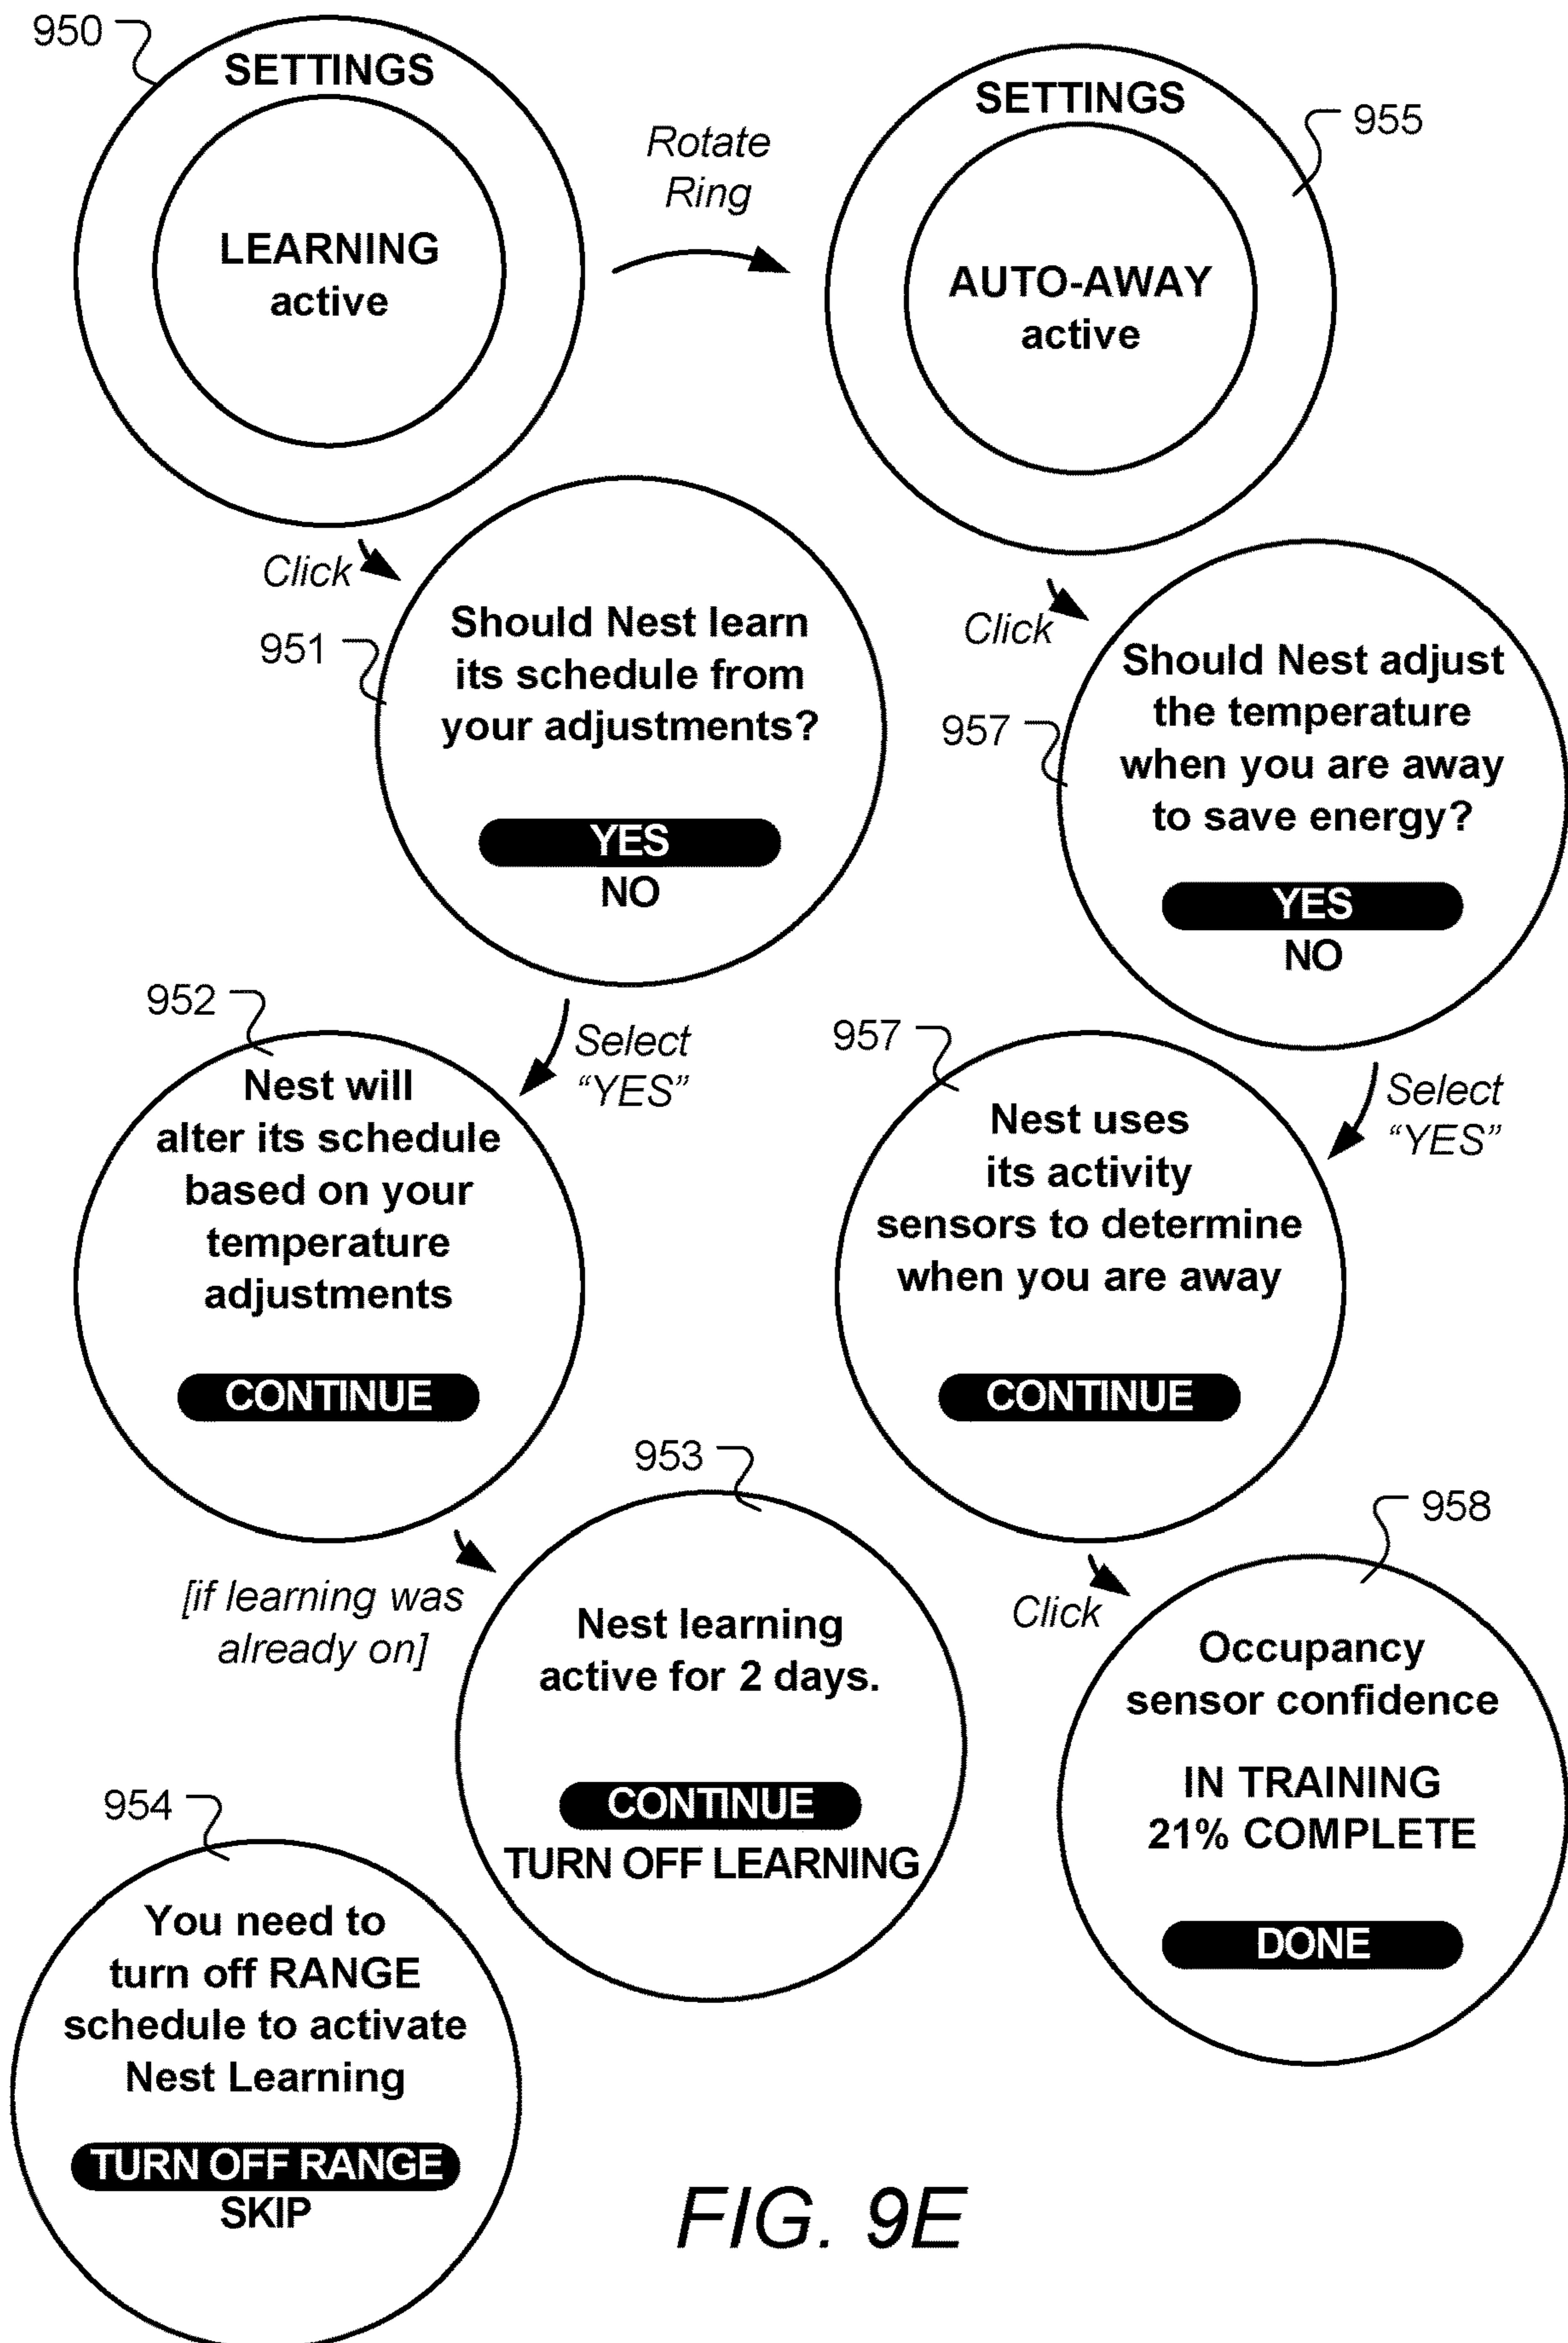 950
SETTINGS
LEARNING
active
Rotate
Ring
SETTINGS
955
AUTO-AWAY
active
Click
951
Should Nest learn
its schedule from
your adjustments?
YES
NO
Click
957
Should Nest adjust
the temperature
when you are away
to save energy?
YES
NO
952
Select
“YES”
Nest will
alter its schedule
based on your
temperature
adjustments
CONTINUE
957
Select
“YES”
Nest uses
its activity
sensors to determine
when you are away
CONTINUE
[if learning was
already on]
953
Nest learning
active for 2 days.
CONTINUE
TURN OFF LEARNING
Click
958
Occupancy
sensor confidence
IN TRAINING
21% COMPLETE
DONE
954
You need to
turn off RANGE
schedule to activate
Nest Learning
TURN OFF RANGE
SKIP
FIG. 9E